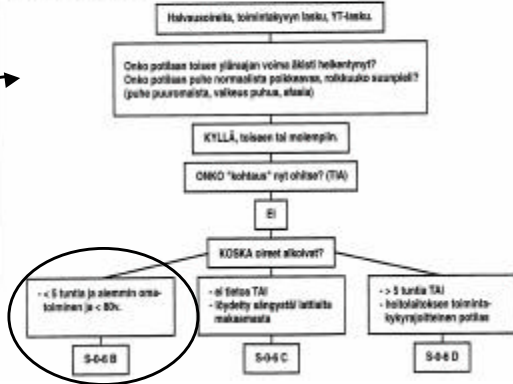 Halvausoireita, toimintakyvyn lasku, YT-lasku.
Onko potilaan toisen yläraajan voima äkisti heikentynyt?
Onko potilaan puhe normaalista poikkeavaa, roikkuuko suunpieli?
(puhe puuromaista, vaikeus puhua, afasia)
KYLLÄ, toiseen tai molempiin.
ONKO "kohtaus" nyt ohitse? (TIA)
EI
KOSKA oireet alkoivat?
- < 5 tuntia ja aiemmin oma-
toiminen ja < 80v.
- ei tietoa TAI
- löydetty sängystä/ lattialta
makaamasta
- > 5 tuntia TAI
- hoitolaitoksen toiminta-
kykyrajoitteinen potilas
S-0-6 B
S-0-6 C
S-0-6 D